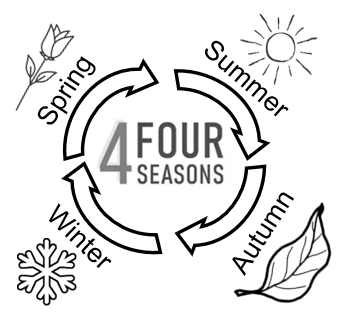 Spring
Summer
4 FOUR
SEASONS
Winter
Autumn